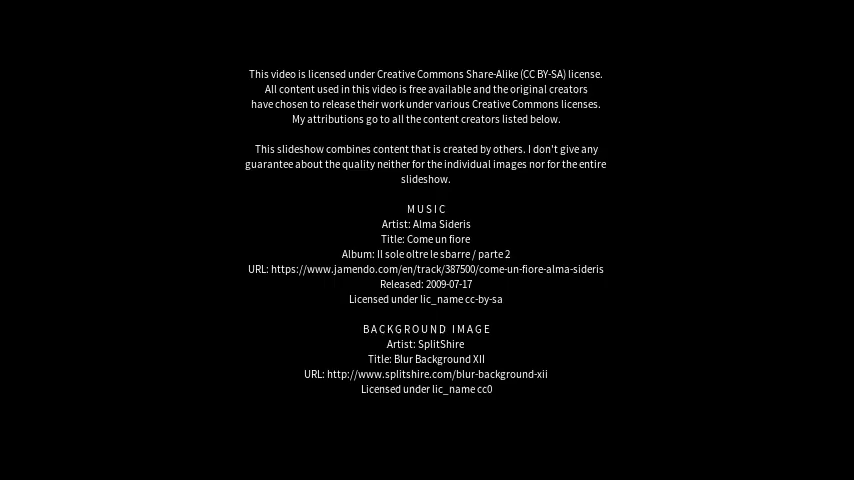 This video is licensed under Creative Commons Share-Alike (CC BY-SA) license.
All content used in this video is free available and the original creators
have chosen to release their work under various Creative Commons licenses.
My attributions go to all the content creators listed below.
This slideshow combines content that is created by others. I don't give any
guarantee about the quality neither for the individual images nor for the entire
slideshow.
MUSIC
Artist: Alma Sideris
Title: Come un fiore
Album: Il sole oltre le sbarre / parte 2
URL: https://www.jamendo.com/en/track/387500/come-un-fiore-alma-sideris
Released: 2009-07-17
Licensed under lic_name cc-by-sa
BACKGROUND IMAGE
Artist: SplitShire
Title: Blur Background XII
URL: http://www.splitshire.com/blur-background-xii
Licensed under lic_name cc0